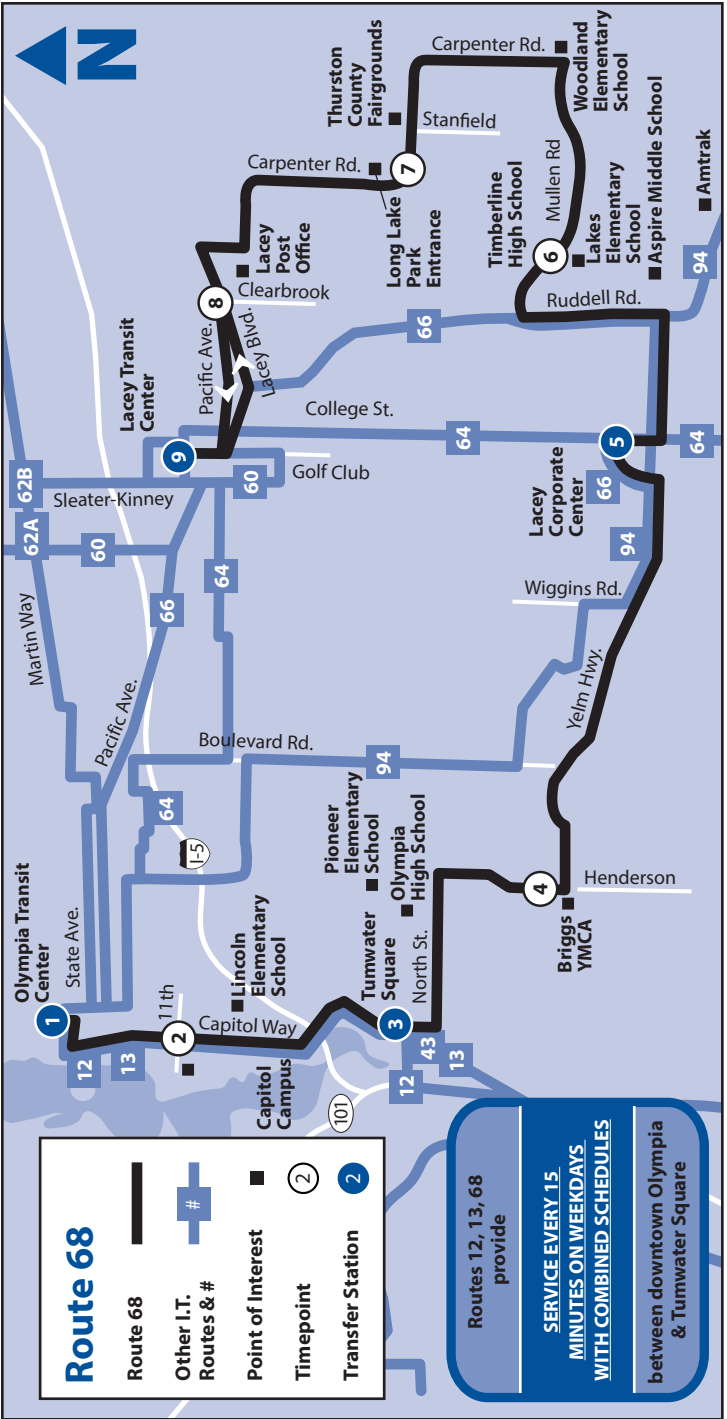 Route 68
Route 68
Other I.T.
Routes & #
#
Point of Interest
Timepoint
2
Transfer Station
2
Routes 12, 13, 68
provide
SERVICE EVERY 15
MINUTES ON WEEKDAYS
WITH COMBINED SCHEDULES
between downtown Olympia
& Tumwater Square
N
Olympia Transit
Center
1
State Ave.
12
13
2
11th
Capitol Way
Capitol
Campus
Lincoln
Elementary
School
101
I-5
Tumwater
Square
3
12
43
13
North St.
Pioneer
Elementary
School
Olympia
High School
4
Briggs
YMCA
Henderson
Martin Way
Pacific Ave.
64
Boulevard Rd.
94
Yelm Hwy.
Wiggins Rd.
62A
62B
60
66
64
Sleater-Kinney
60
Golf Club
Lacey Transit
Center
9
College St.
64
Lacey
Corporate
Center
66
94
5
64
Pacific Ave.
Lacey Blvd.
8
Clearbrook
Lacey
Post
Office
66
Timberline
High School
Ruddell Rd.
94
Amtrak
Aspire Middle School
Lakes
Elementary
School
6
Mullen Rd
Long Lake
Park
Entrance
Carpenter Rd.
7
Thurston
County
Fairgrounds
Stanfield
Carpenter Rd.
Woodland
Elementary
School